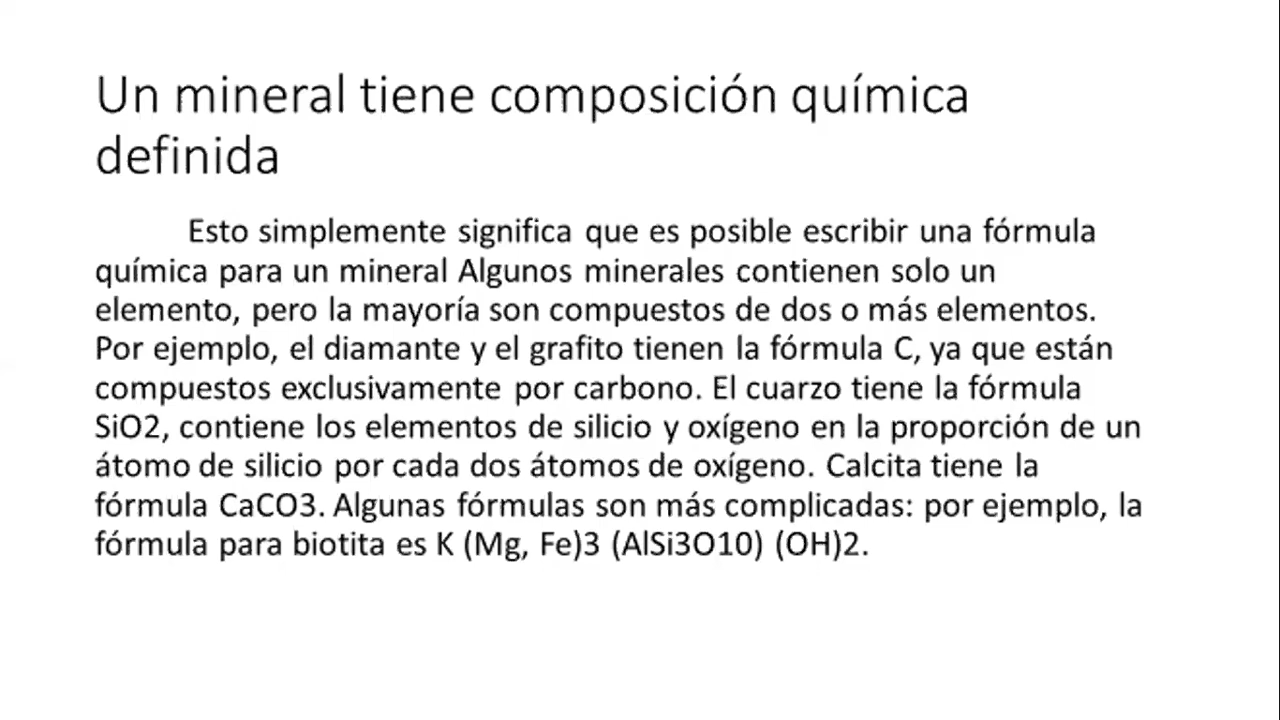 Un mineral tiene composición química
definida
Esto simplemente significa que es posible escribir una fórmula
química para un mineral Algunos minerales contienen solo un
elemento, pero la mayoría son compuestos de dos o más elementos.
Por ejemplo, el diamante y el grafito tienen la fórmula C, ya que están
compuestos exclusivamente por carbono. El cuarzo tiene la fórmula
SiO2, contiene los elementos de silicio y oxígeno en la proporción de un
átomo de silicio por cada dos átomos de oxígeno. Calcita tiene la
fórmula CaCO3. Algunas fórmulas son más complicadas: por ejemplo, la
fórmula para biotita es K (Mg, Fe)3 (AlSi3O10) (OH)2.